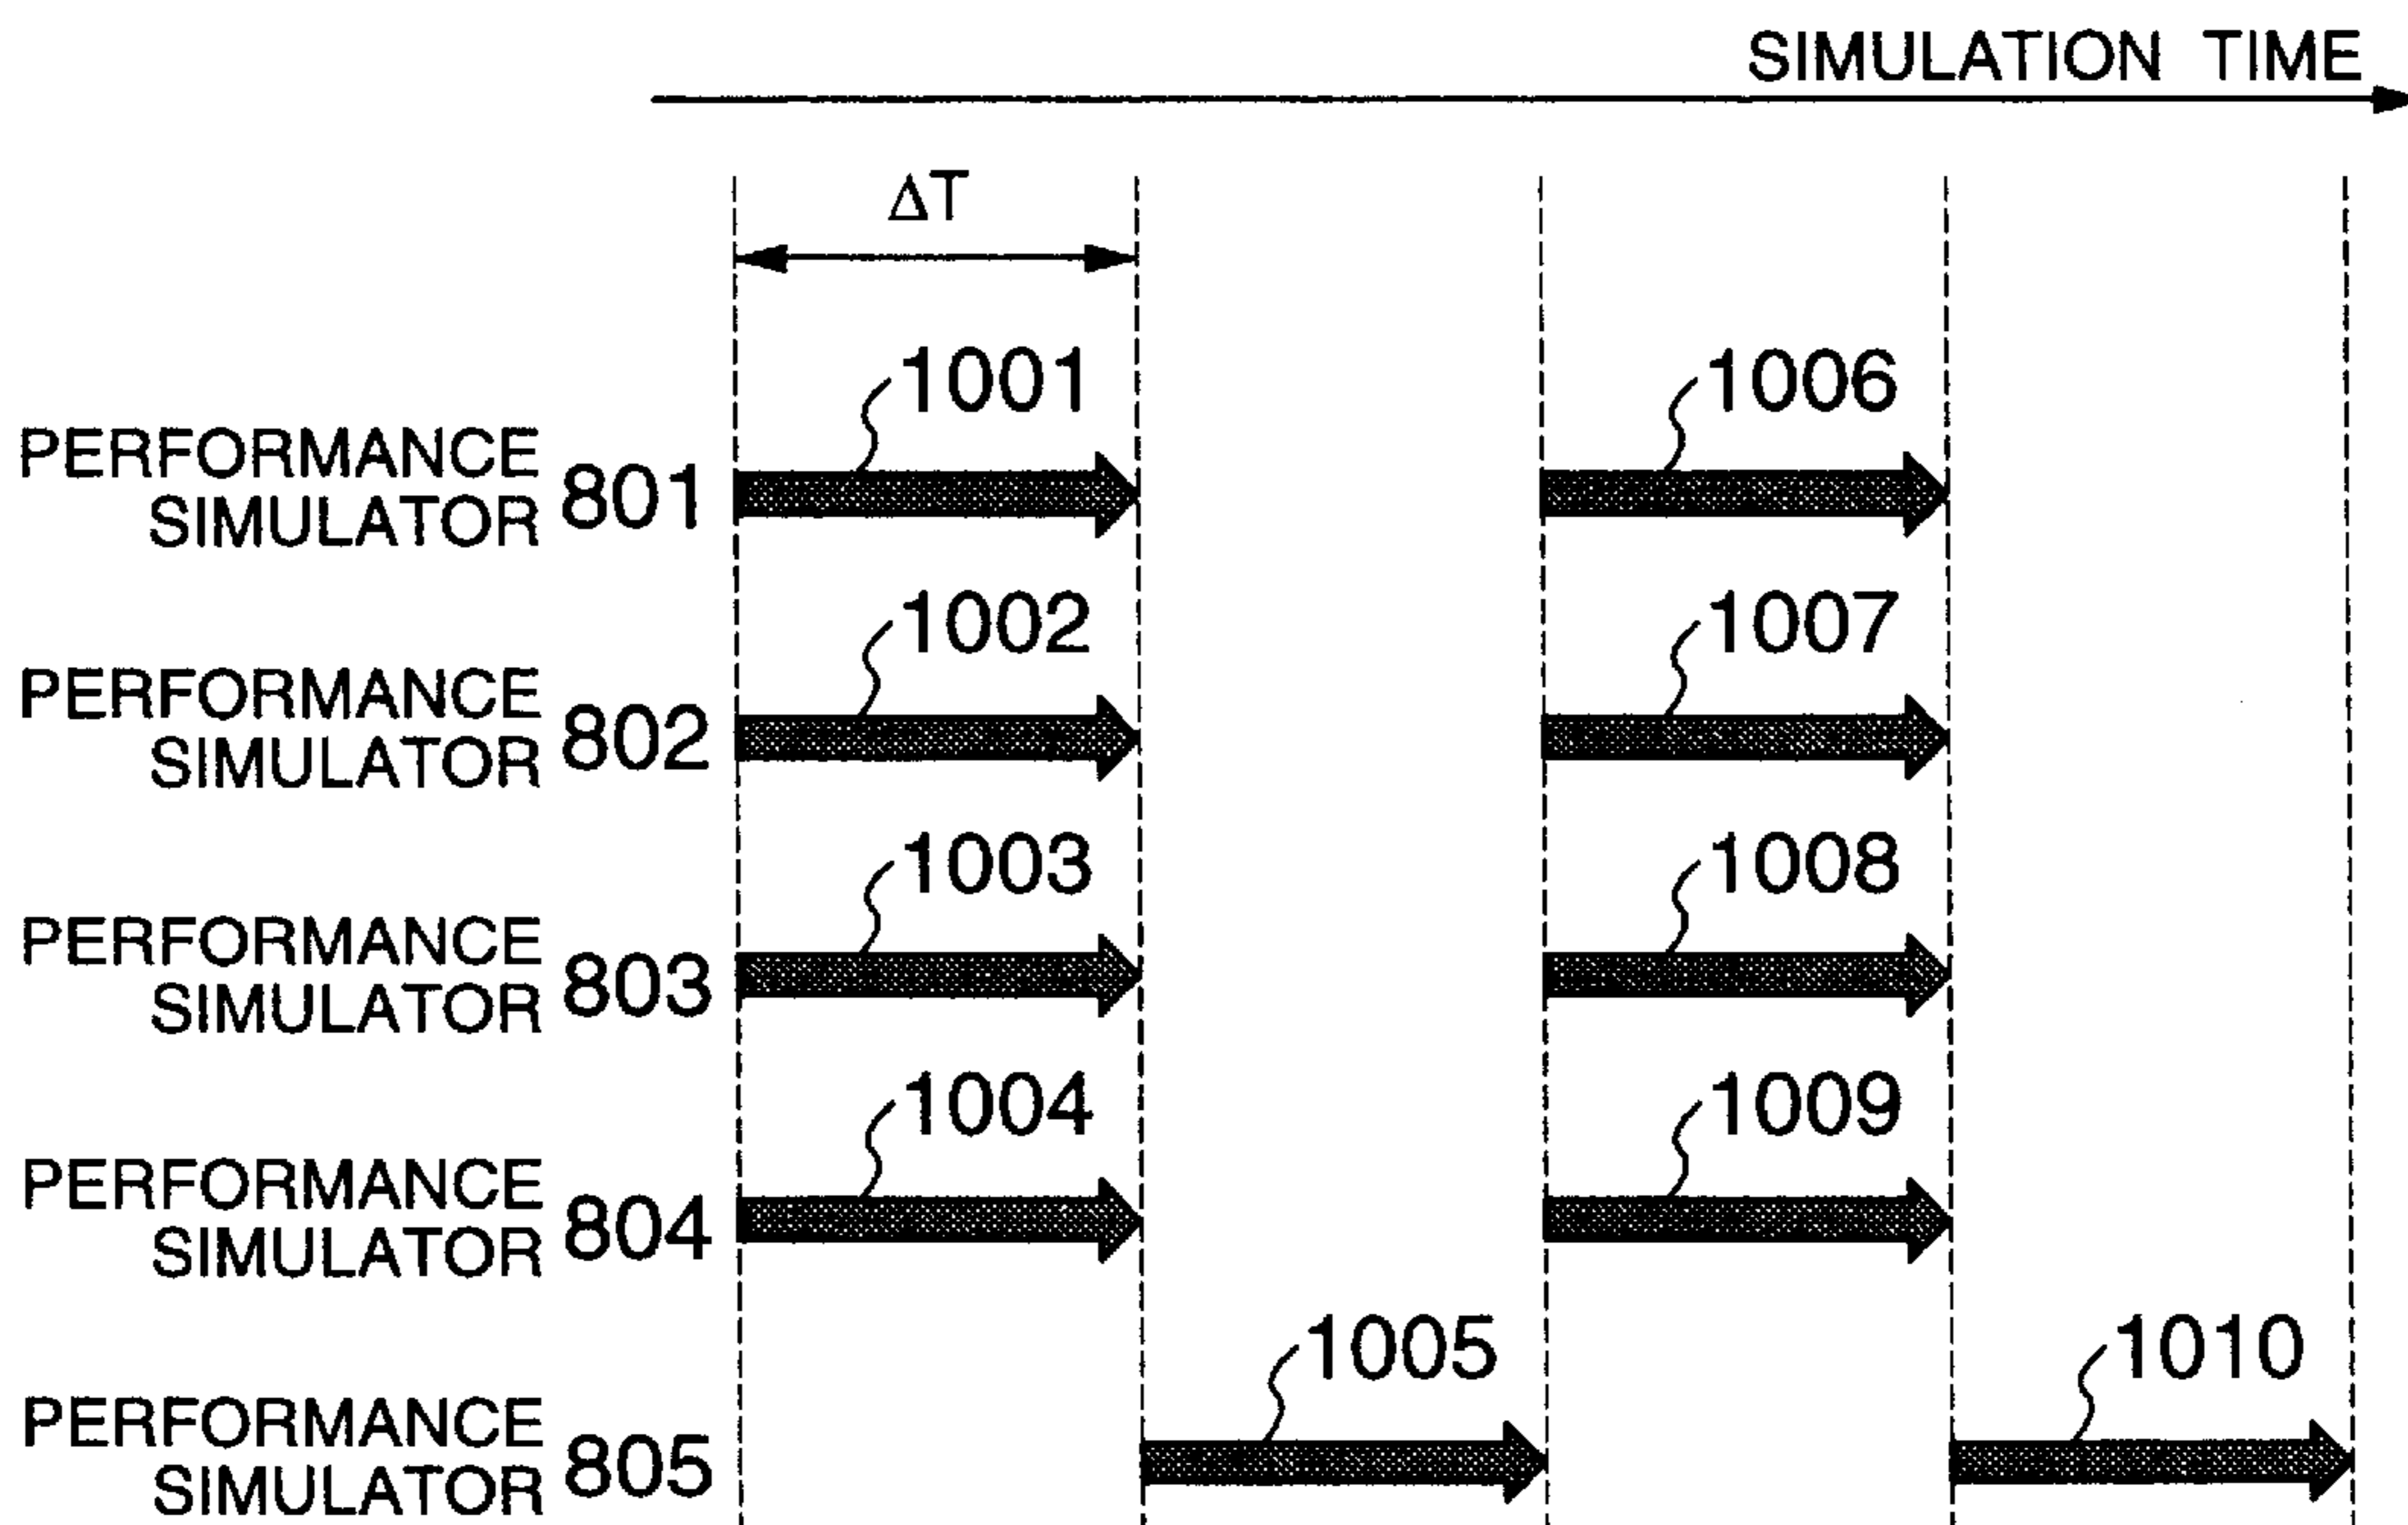 SIMULATION TIME
ΔT
1001
1006
PERFORMANCE
SIMULATOR 801
1002
1007
PERFORMANCE
SIMULATOR 802
1003
1008
PERFORMANCE
SIMULATOR 803
1004
1009
PERFORMANCE
SIMULATOR 804
1005
1010
PERFORMANCE
SIMULATOR 805